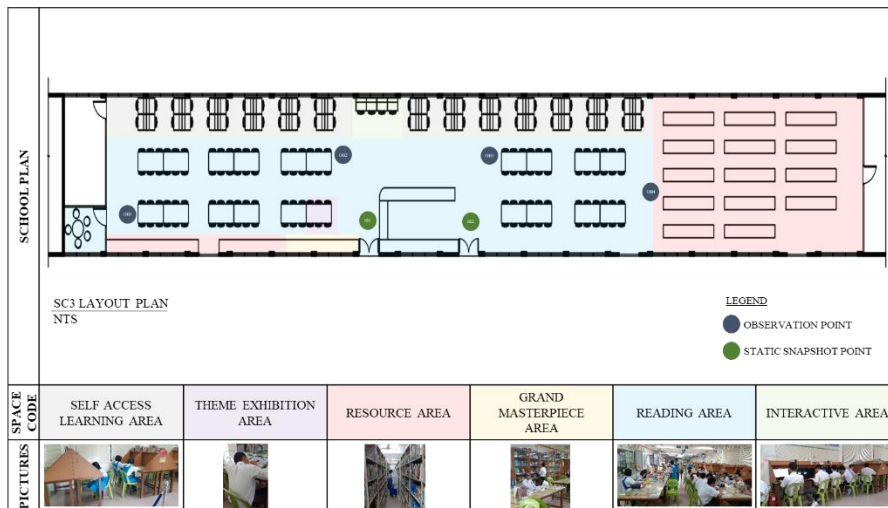 SCHOOL PLAN
SC3 LAYOUT PLAN
NTS
LEGEND
OBSERVATION POINT
STATIC SNAPSHOT POINT
SPACE
CODE
SELF ACCESS
LEARNING AREA
THEME EXHIBITION
AREA
RESOURCE AREA
GRAND
MASTERPIECE
AREA
READING AREA
INTERACTIVE AREA
PICTURES